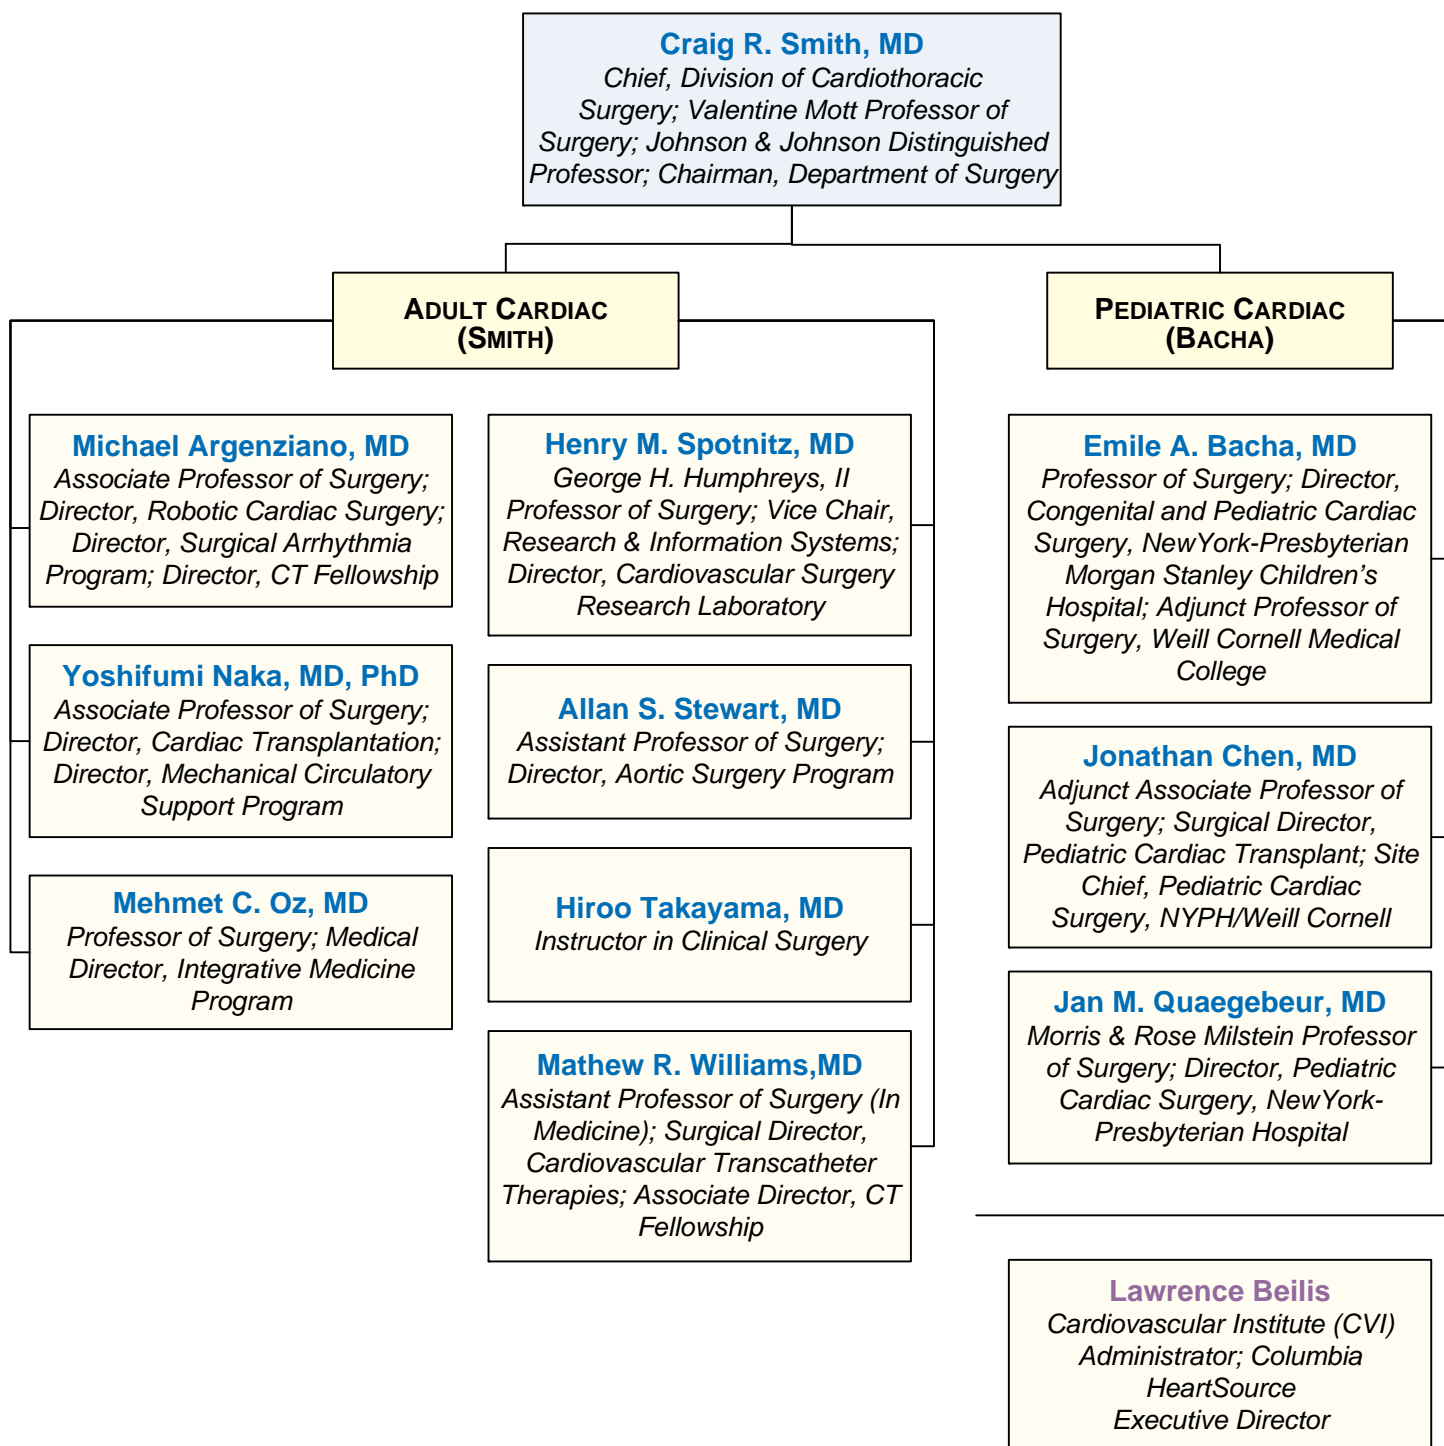 Craig R. Smith, MD
Chief, Division of Cardiothoracic
Surgery; Valentine Mott Professor of
Surgery; Johnson & Johnson Distinguished
Professor; Chairman, Department of Surgery
ADULT CARDIAC
(SMITH)
Michael Argenziano, MD
Associate Professor of Surgery;
Director, Robotic Cardiac Surgery;
Director, Surgical Arrhythmia
Program; Director, CT Fellowship
Yoshifumi Naka, MD, PhD
Associate Professor of Surgery;
Director, Cardiac Transplantation;
Director, Mechanical Circulatory
Support Program
Mehmet C. Oz, MD
Professor of Surgery; Medical
Director, Integrative Medicine
Program
Henry M. Spotnitz, MD
George H. Humphreys, II
Professor of Surgery; Vice Chair,
Research & Information Systems;
Director, Cardiovascular Surgery
Research Laboratory
Allan S. Stewart, MD
Assistant Professor of Surgery;
Director, Aortic Surgery Program
Hiroo Takayama, MD
Instructor in Clinical Surgery
Mathew R. Williams,MD
Assistant Professor of Surgery (In
Medicine); Surgical Director,
Cardiovascular Transcatheter
Therapies; Associate Director, CT
Fellowship
PEDIATRIC CARDIAC
(BACHA)
Emile A. Bacha, MD
Professor of Surgery; Director,
Congenital and Pediatric Cardiac
Surgery, NewYork-Presbyterian
Morgan Stanley Children’s
Hospital; Adjunct Professor of
Surgery, Weill Cornell Medical
College
Jonathan Chen, MD
Adjunct Associate Professor of
Surgery; Surgical Director,
Pediatric Cardiac Transplant; Site
Chief, Pediatric Cardiac
Surgery, NYPH/Weill Cornell
Jan M. Quaegebeur, MD
Morris & Rose Milstein Professor
of Surgery; Director, Pediatric
Cardiac Surgery, NewYork-
Presbyterian Hospital
Lawrence Beilis
Cardiovascular Institute (CVI)
Administrator; Columbia
HeartSource
Executive Director